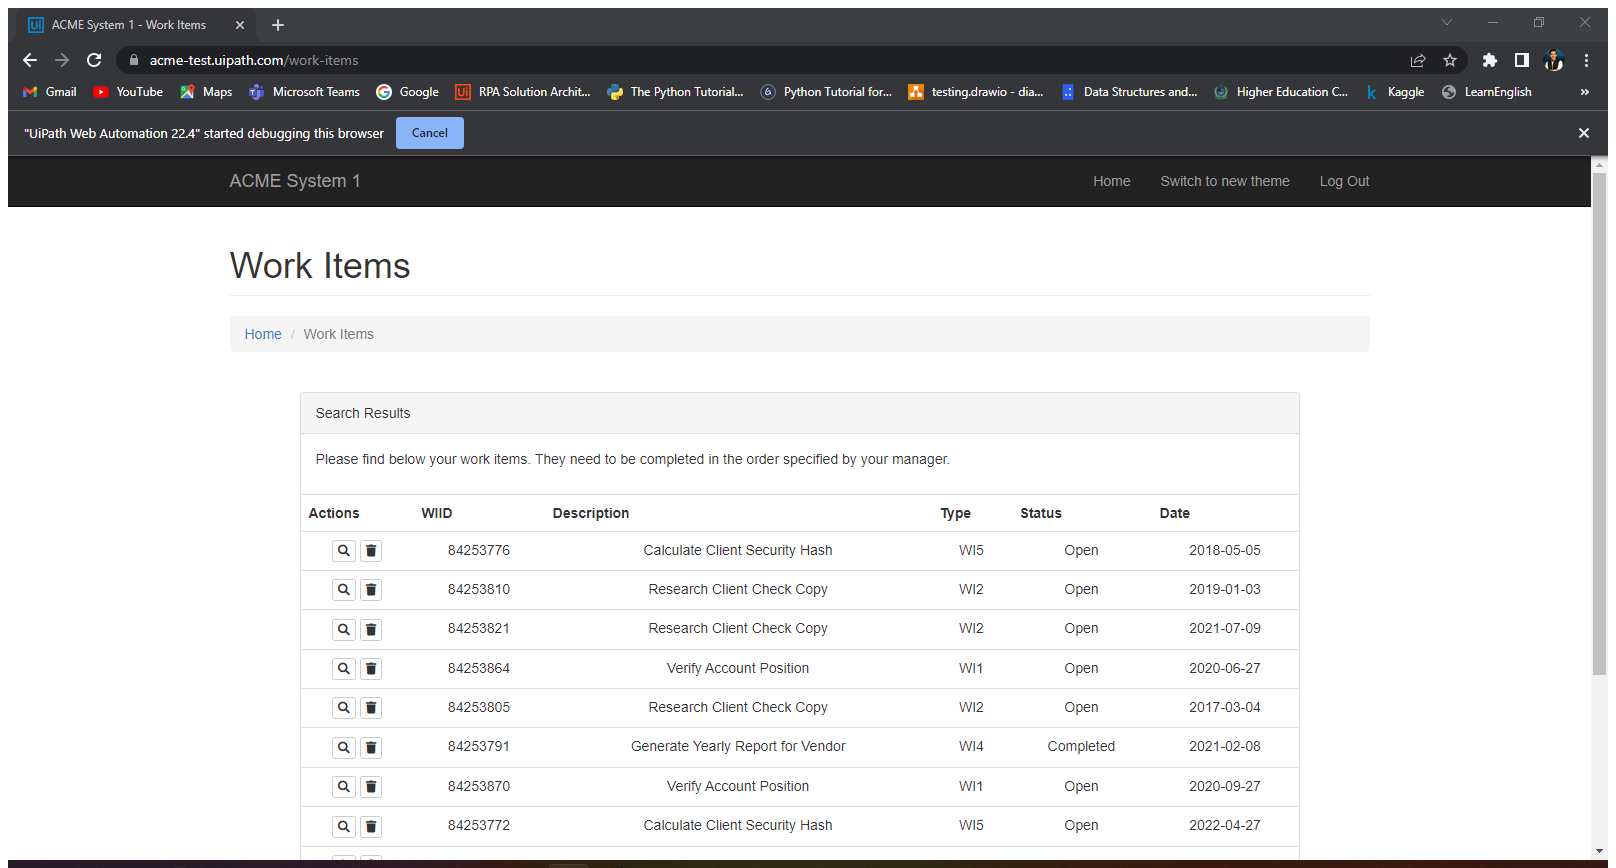 Ui ACME System 1 - Work Items
acme-test.uipath.com/work-items
Gmail YouTube Maps Microsoft Teams Google Ui RPA Solution Archit... The Python Tutorial... Python Tutorial for... testing.drawio - dia... Data Structures and... Higher Education C... k Kaggle LearnEnglish »
"UiPath Web Automation 22.4" started debugging this browser Cancel
ACME System 1 Home Switch to new theme Log Out
Work Items
Home / Work Items
Search Results
Please find below your work items. They need to be completed in the order specified by your manager.
Actions WIID Description Type Status Date
84253776 Calculate Client Security Hash WI5 Open 2018-05-05
84253810 Research Client Check Copy WI2 Open 2019-01-03
84253821 Research Client Check Copy WI2 Open 2021-07-09
84253864 Verify Account Position WI1 Open 2020-06-27
84253805 Research Client Check Copy WI2 Open 2017-03-04
84253791 Generate Yearly Report for Vendor WI4 Completed 2021-02-08
84253870 Verify Account Position WI1 Open 2020-09-27
84253772 Calculate Client Security Hash WI5 Open 2022-04-27